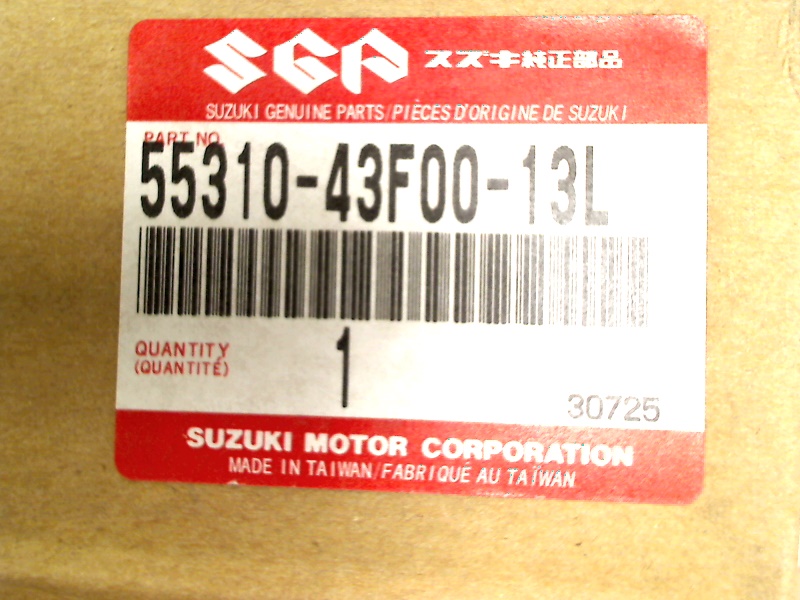 SGP スズキ純正部品
SUZUKI GENUINE PARTS/PIÈCES D'ORIGINE DE SUZUKI
PART NO.
55310-43F00-13L
QUANTITY
(QUANTITÉ)
1
30725
SUZUKI MOTOR CORPORATION
MADE IN TAIWAN/FABRIQUÉ AU TAÏWAN